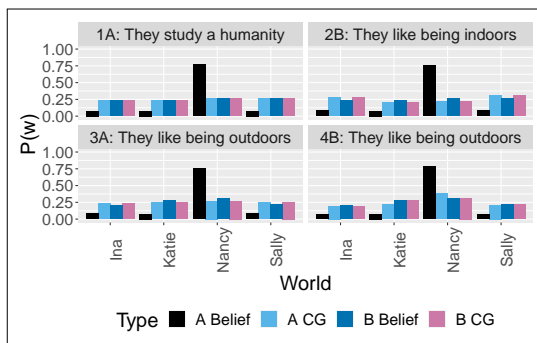 1A: They study a humanity 2B: They like being indoors
1.00
0.75
0.50
0.25
0.00
3A: They like being outdoors 4B: They like being outdoors
1.00
0.75
0.50
0.25
0.00
P(w)
Ina Katie Nancy Sally Ina Katie Nancy Sally
World
Type A Belief A CG B Belief B CG